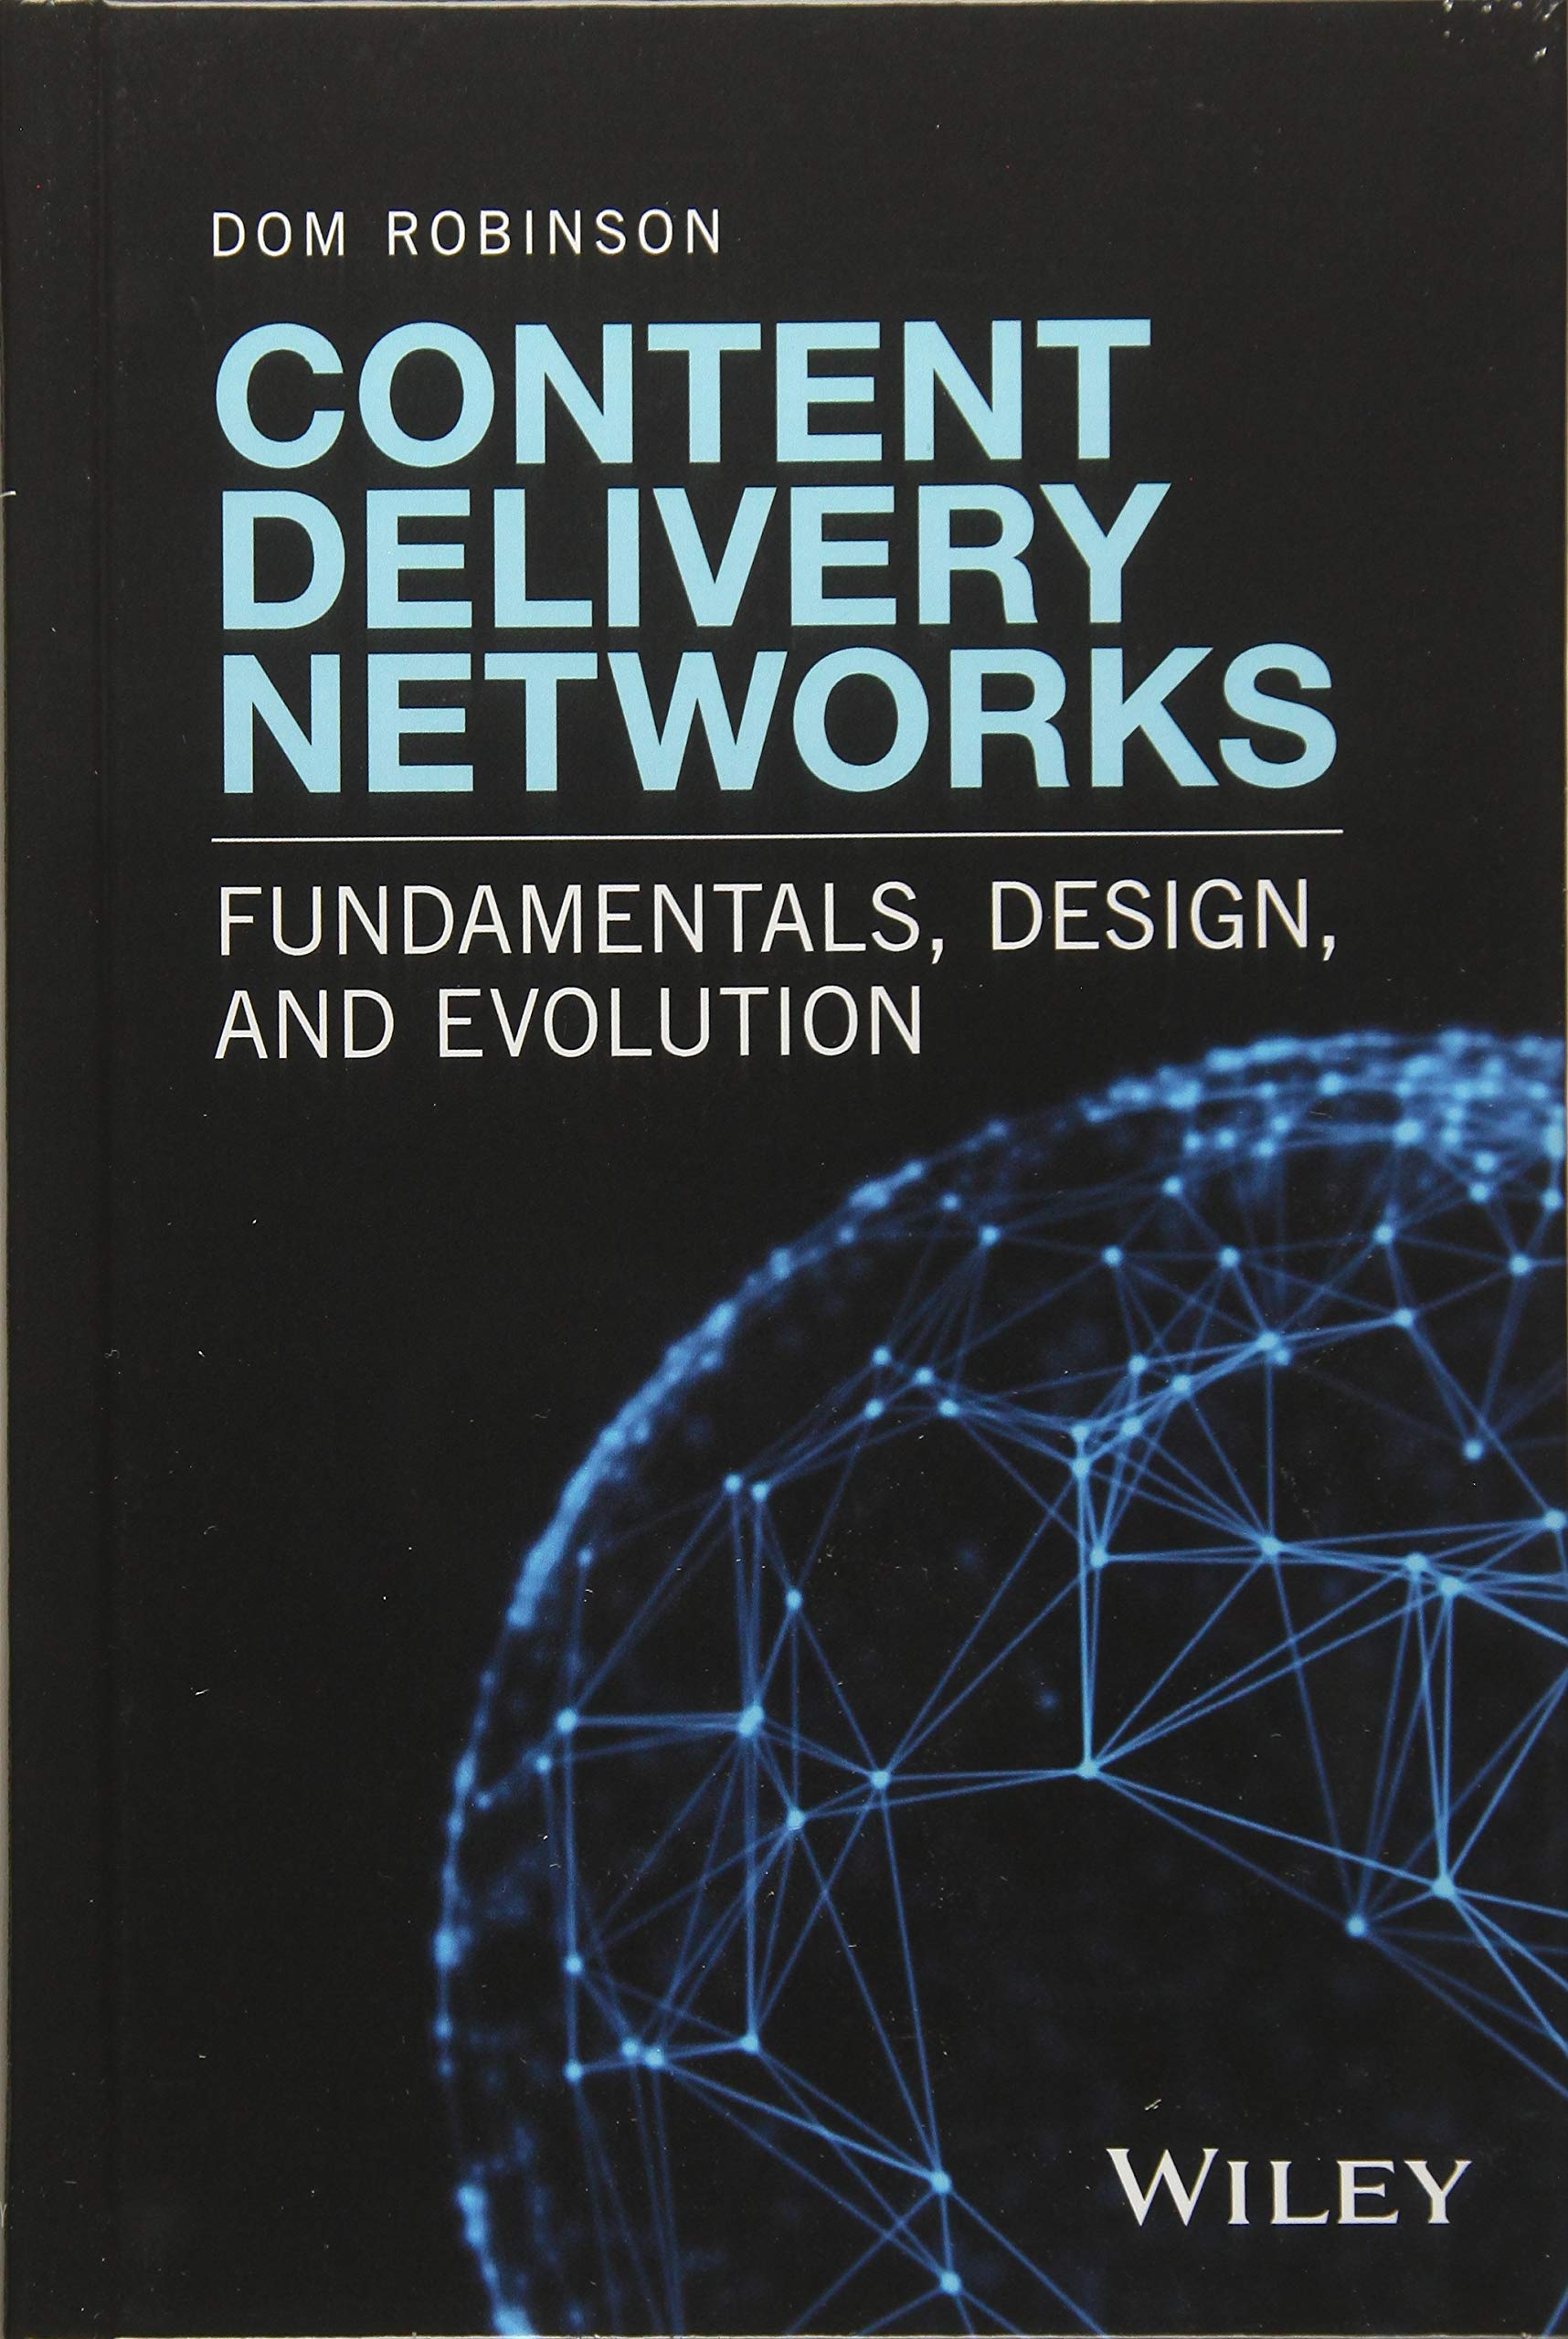 DOM ROBINSON
CONTENT
DELIVERY
NETWORKS
FUNDAMENTALS, DESIGN,
AND EVOLUTION
WILEY